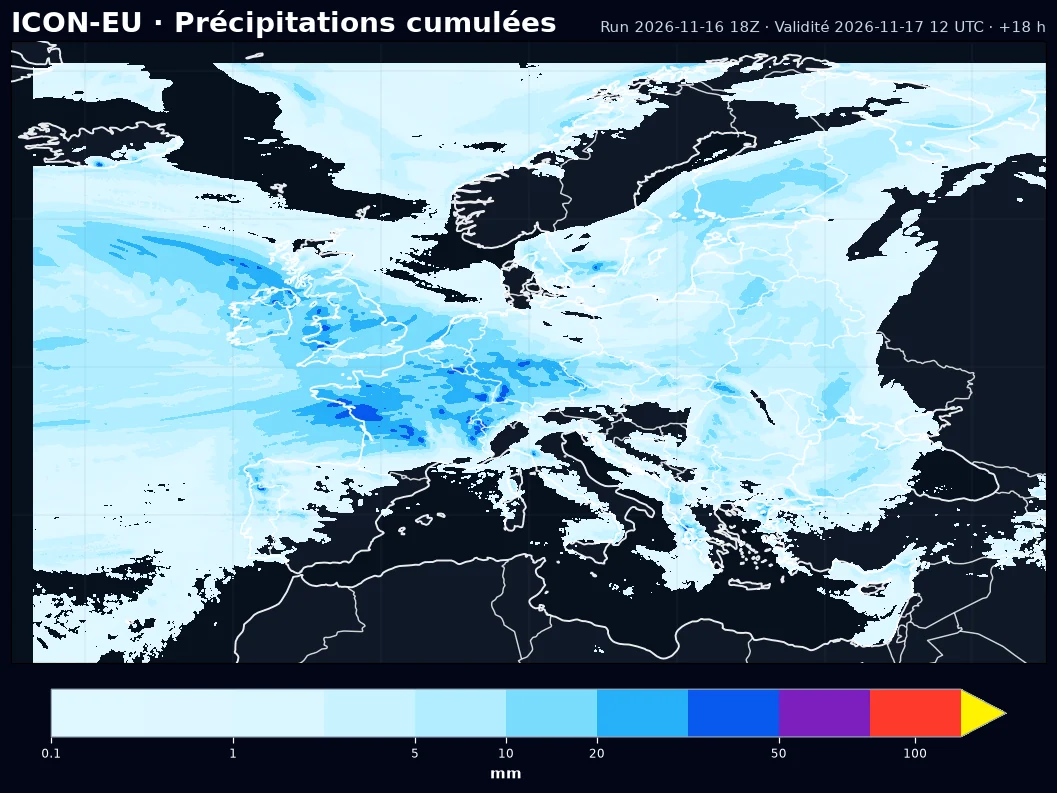 ICON-EU · Précipitations cumulées
Run 2026-11-16 18Z · Validité 2026-11-17 12 UTC · +18 h
0.1 1 5 10 20 50 100
mm